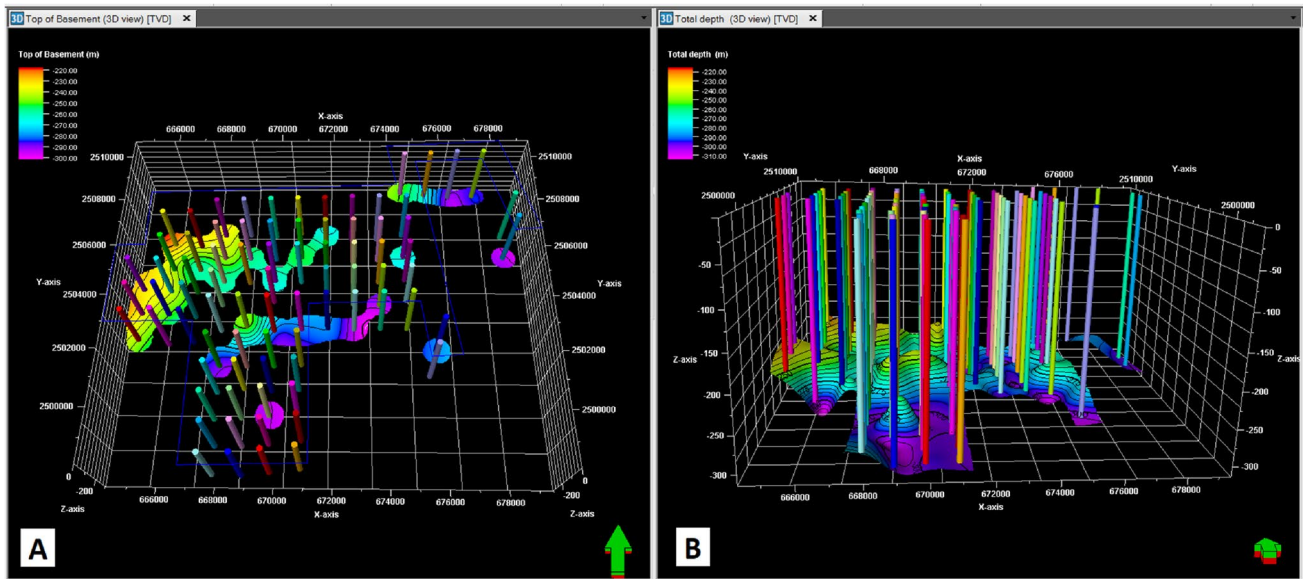 3D Top of Basement (3D view) [TVD] ×
Top of Basement (m)
-220.00
-230.00
-240.00
-250.00
-260.00
-270.00
-280.00
-290.00
-300.00
X-axis
666000 668000 670000 672000 674000 676000 678000
2510000 2510000
2508000 2508000
2506000 2506000
Y-axis Y-axis
2504000 2504000
2502000 2502000
2500000 2500000
0 0
-200 -200
Z-axis Z-axis
666000 668000 670000 672000 674000 676000 678000
X-axis
A
3D Total depth (3D view) [TVD] ×
Total depth (m)
-220.00
-230.00
-240.00
-250.00
-260.00
-270.00
-280.00
-290.00
-300.00
-310.00
Y-axis X-axis Y-axis
2500000 2510000 668000 672000 676000 2510000 2500000
0 0
-50 -50
-100 -100
Z-axis -150 -150 Z-axis
-200 -200
-250 -250
-300 -300
666000 668000 670000 672000 674000 676000 678000
X-axis
B